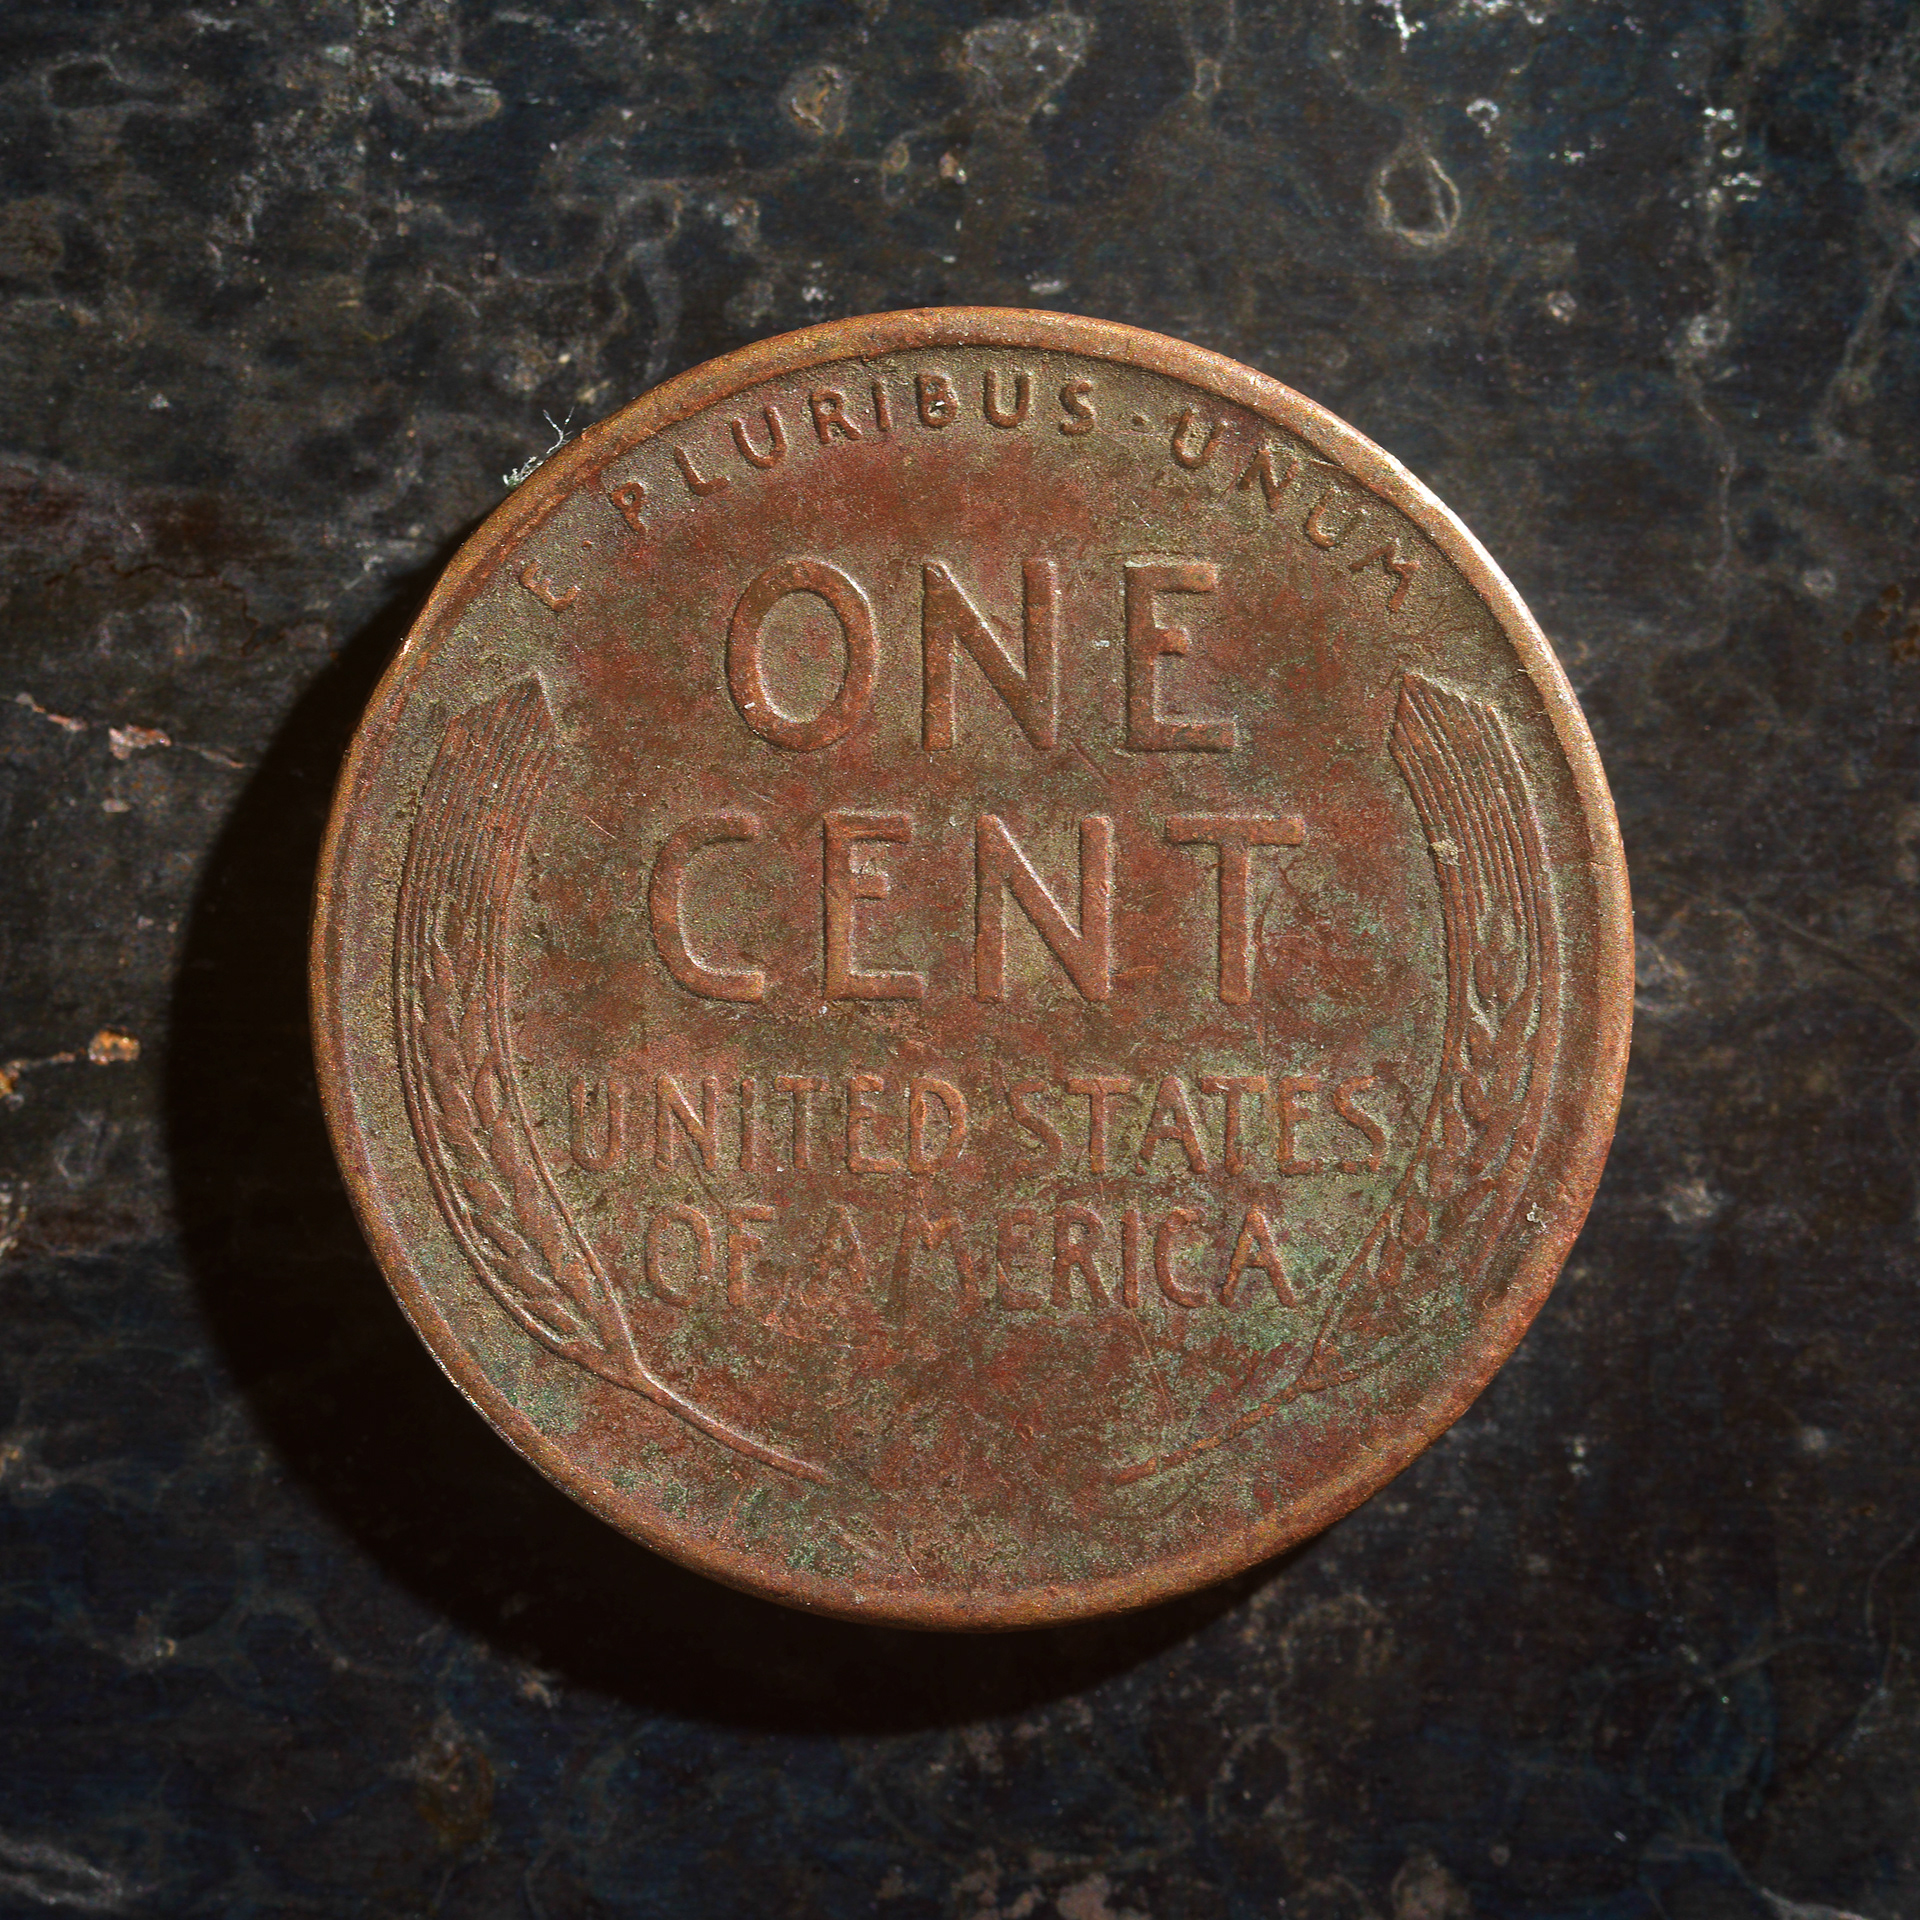 E · PLURIBUS · UNUM
ONE
CENT
UNITED STATES
OF AMERICA